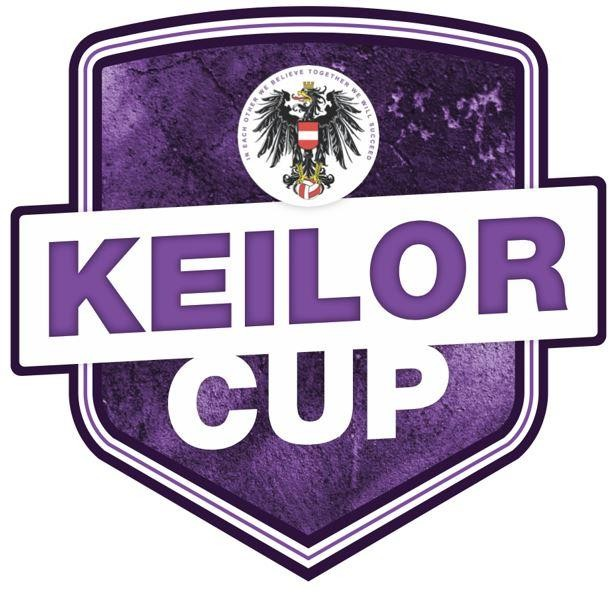 IN EACH OTHER WE BELIEVE TOGETHER WE WILL SUCCEED
KEILOR
CUP